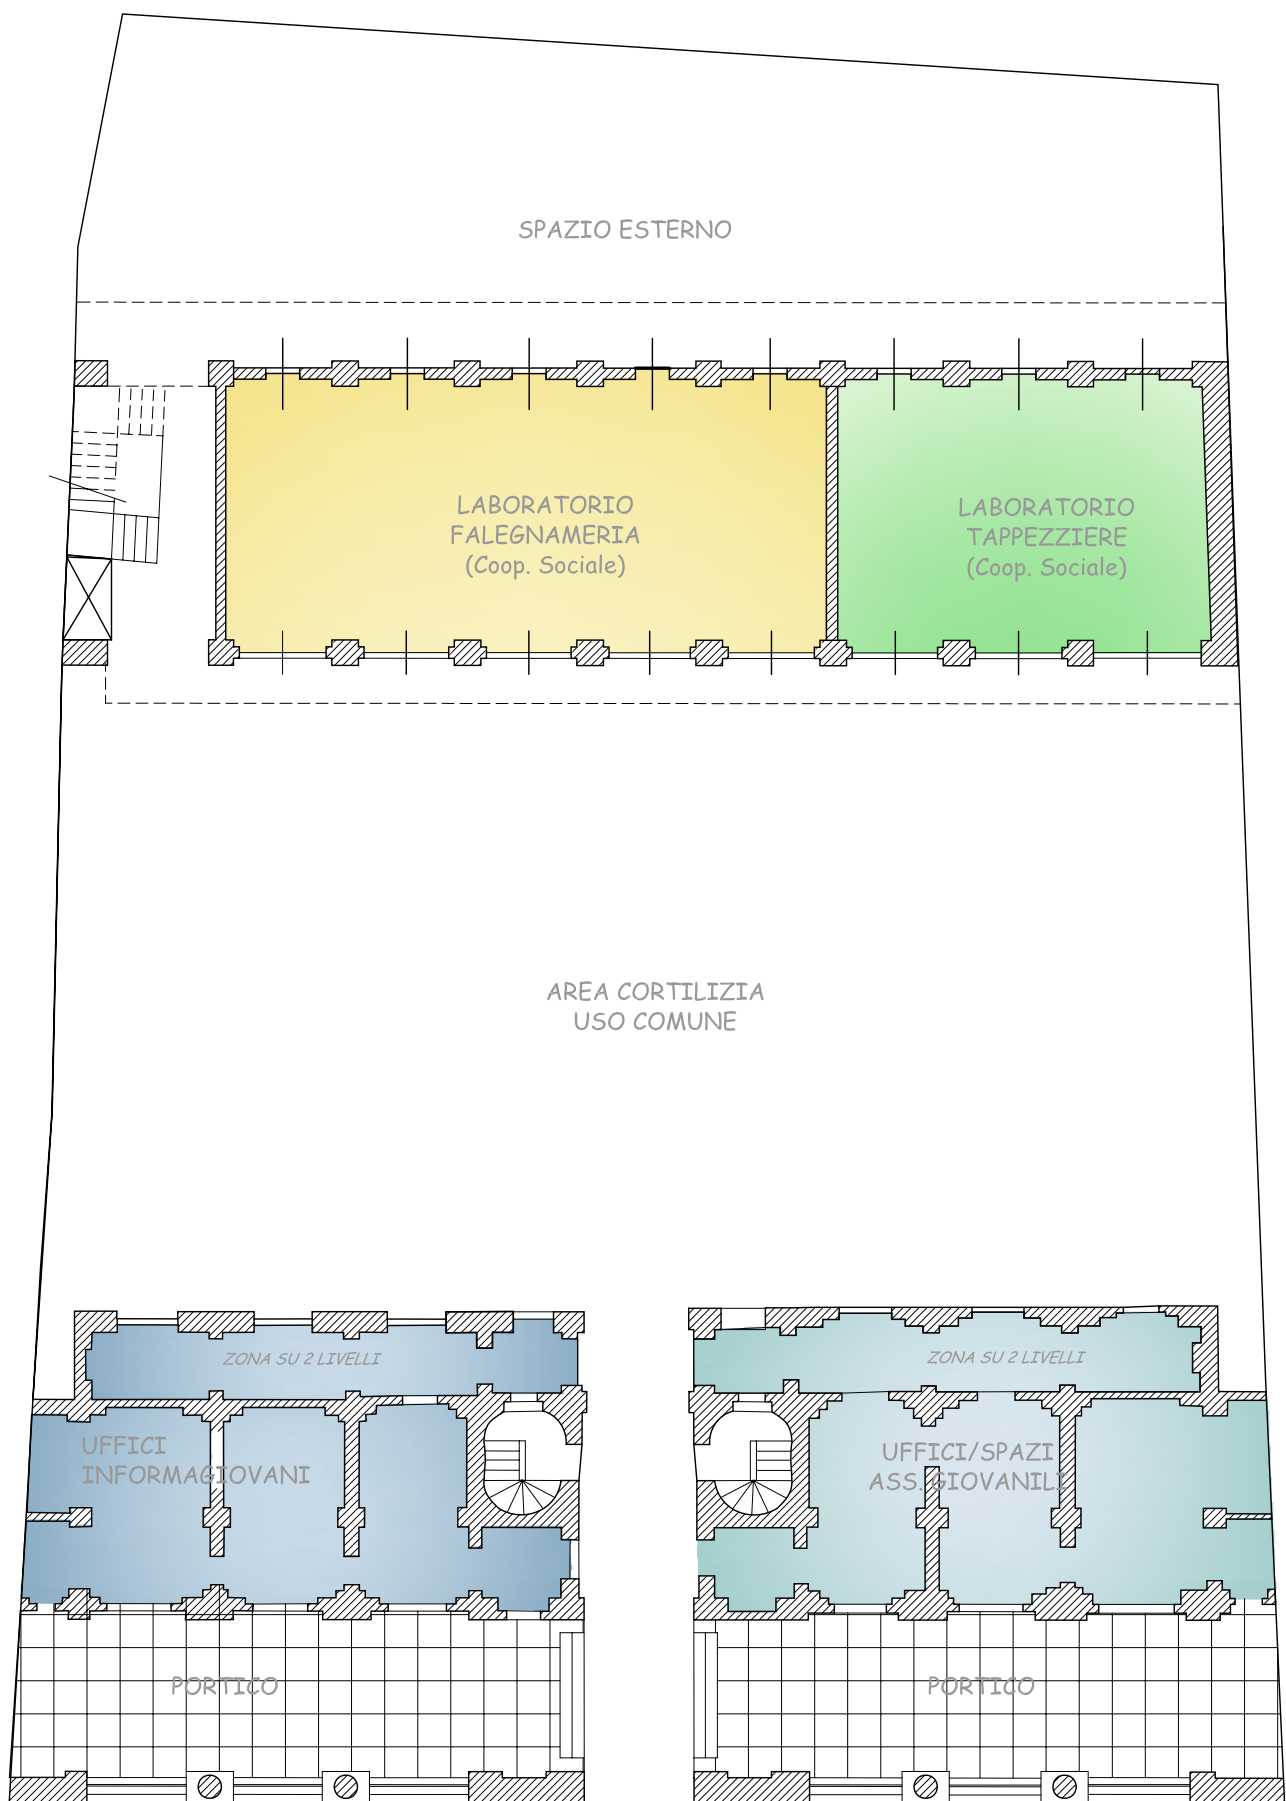 SPAZIO ESTERNO
LABORATORIO
FALEGNAMERIA
(Coop. Sociale)
LABORATORIO
TAPPEZZIERE
(Coop. Sociale)
AREA CORTILIZIA
USO COMUNE
ZONA SU 2 LIVELLI
ZONA SU 2 LIVELLI
UFFICI
INFORMAGIOVANI
UFFICI/SPAZI
ASS. GIOVANILI
PORTICO
PORTICO